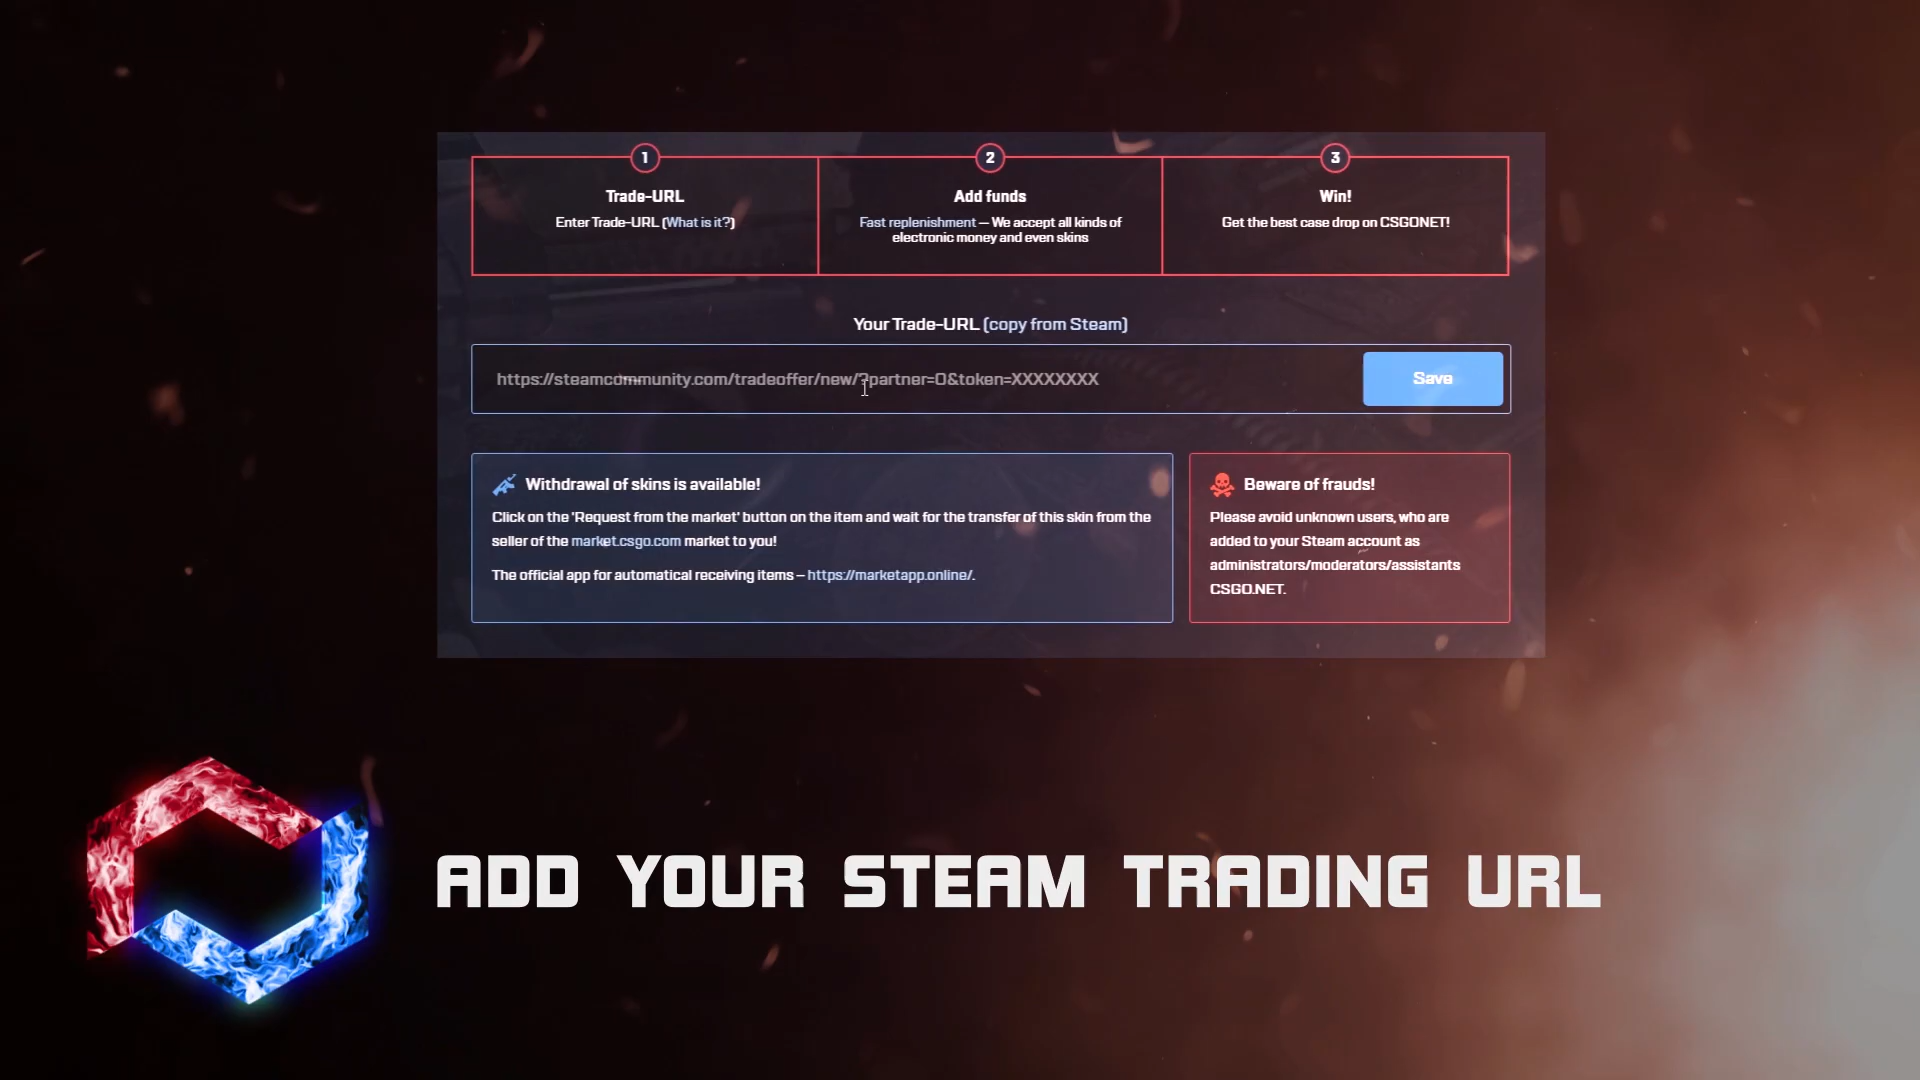 1
Trade-URL
Enter Trade-URL (What is it?)
2
Add funds
Fast replenishment – We accept all kinds of
electronic money and even skins
3
Win!
Get the best case drop on CSGONET!
Your Trade-URL (copy from Steam)
https://steamcommunity.com/tradeoffer/new/?partner=0&token=XXXXXXXX
Save
Withdrawal of skins is available!
Click on the 'Request from the market' button on the item and wait for the transfer of this skin from the
seller of the market.csgo.com market to you!
The official app for automatical receiving items – https://marketapp.online/.
Beware of frauds!
Please avoid unknown users, who are
added to your Steam account as
administrators/moderators/assistants
CSGO.NET.
ADD YOUR STEAM TRADING URL